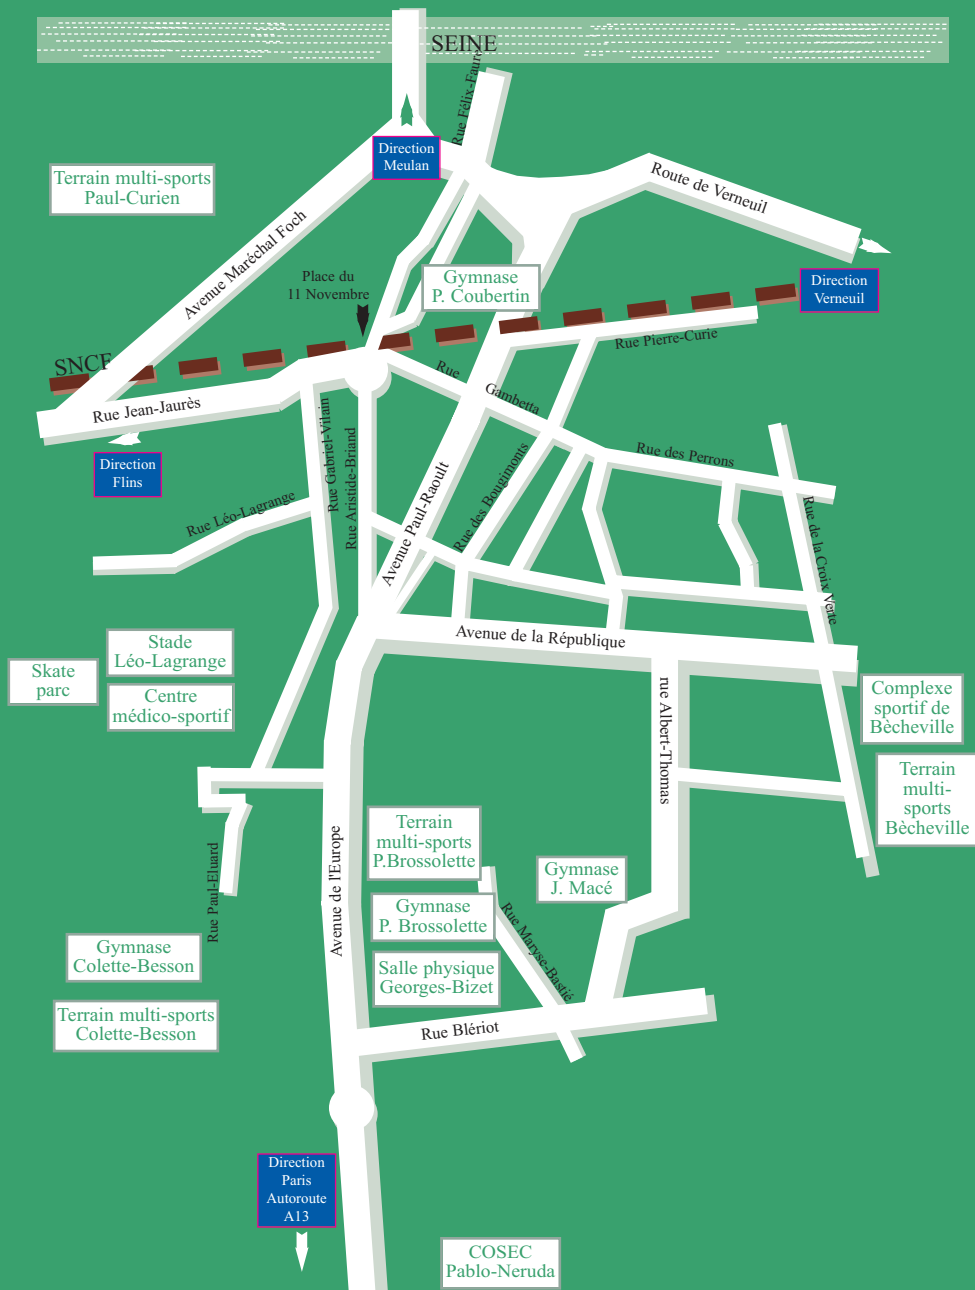 SEINE
Rue Félix-Faure
Direction
Meulan
Terrain multi-sports
Paul-Curien
Route de Verneuil
Avenue Maréchal Foch
Place du
11 Novembre
Gymnase
P. Coubertin
Direction
Verneuil
SNCF
Rue Pierre-Curie
Rue Jean-Jaurès
Rue Gambetta
Direction
Flins
Rue Gabriel-Vilain
Rue Aristide-Briand
Rue des Perrons
Rue Léo-Lagrange
Avenue Paul-Raoult
Rue des Bougimonts
Rue de la Croix Verte
Avenue de la République
Stade
Léo-Lagrange
Skate
parc
Centre
médico-sportif
rue Albert-Thomas
Complexe
sportif de
Bècheville
Terrain
multi-
sports
Bècheville
Terrain
multi-sports
P.Brossolette
Avenue de l'Europe
Rue Paul-Eluard
Gymnase
J. Macé
Gymnase
P. Brossolette
Rue Maryse-Bastié
Gymnase
Colette-Besson
Salle physique
Georges-Bizet
Terrain multi-sports
Colette-Besson
Rue Blériot
Direction
Paris
Autoroute
A13
COSEC
Pablo-Neruda